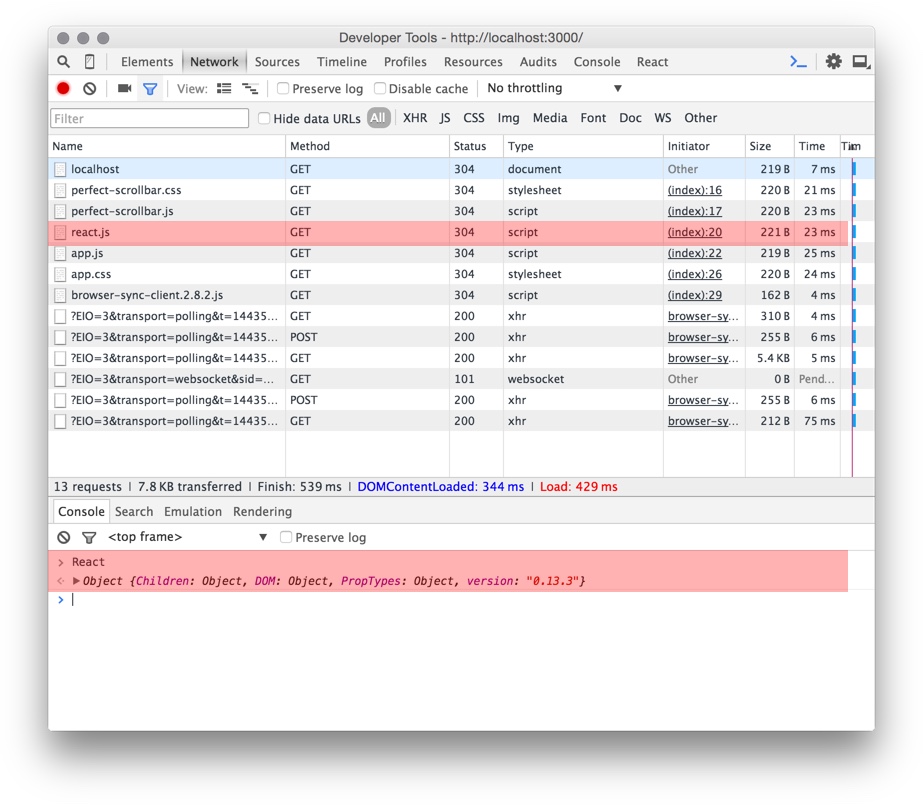 Developer Tools - http://localhost:3000/
Elements Network Sources Timeline Profiles Resources Audits Console React
View: Preserve log Disable cache No throttling ▼
Filter Hide data URLs All XHR JS CSS Img Media Font Doc WS Other
Name Method Status Type Initiator Size Time
localhost GET 304 document Other 219 B 7 ms
perfect-scrollbar.css GET 304 stylesheet (index):16 220 B 21 ms
perfect-scrollbar.js GET 304 script (index):17 220 B 23 ms
react.js GET 304 script (index):20 221 B 23 ms
app.js GET 304 script (index):22 219 B 25 ms
app.css GET 304 stylesheet (index):26 220 B 24 ms
browser-sync-client.2.8.2.js GET 304 script (index):29 162 B 4 ms
?EIO=3&transport=polling&t=14435... GET 200 xhr browser-sy... 310 B 4 ms
?EIO=3&transport=polling&t=14435... POST 200 xhr browser-sy... 255 B 6 ms
?EIO=3&transport=polling&t=14435... GET 200 xhr browser-sy... 5.4 KB 5 ms
?EIO=3&transport=websocket&sid=... GET 101 websocket Other 0 B Pend...
?EIO=3&transport=polling&t=14435... POST 200 xhr browser-sy... 255 B 6 ms
?EIO=3&transport=polling&t=14435... GET 200 xhr browser-sy... 212 B 75 ms
13 requests | 7.8 KB transferred | Finish: 539 ms | DOMContentLoaded: 344 ms | Load: 429 ms
Console Search Emulation Rendering
<top frame> ▼ Preserve log
> React
<- ▶Object {Children: Object, DOM: Object, PropTypes: Object, version: "0.13.3"}
>